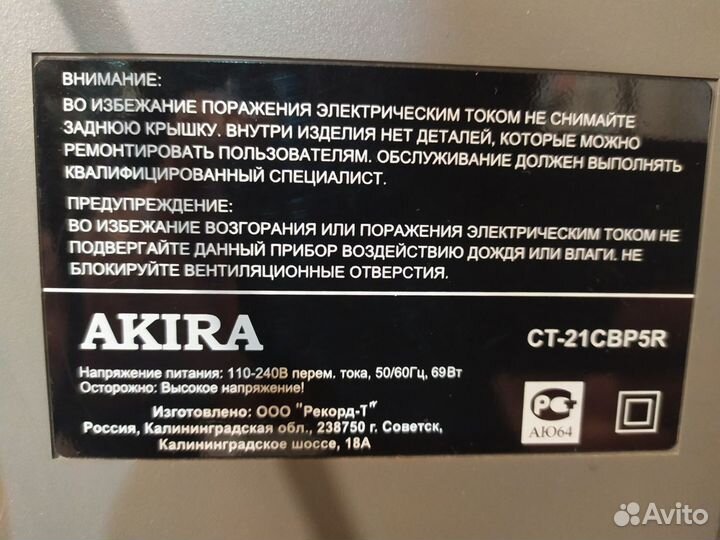 ВНИМАНИЕ:
ВО ИЗБЕЖАНИЕ ПОРАЖЕНИЯ ЭЛЕКТРИЧЕСКИМ ТОКОМ НЕ СНИМАЙТЕ
ЗАДНЮЮ КРЫШКУ. ВНУТРИ ИЗДЕЛИЯ НЕТ ДЕТАЛЕЙ, КОТОРЫЕ МОЖНО
РЕМОНТИРОВАТЬ ПОЛЬЗОВАТЕЛЯМ. ОБСЛУЖИВАНИЕ ДОЛЖЕН ВЫПОЛНЯТЬ
КВАЛИФИЦИРОВАННЫЙ СПЕЦИАЛИСТ.
ПРЕДУПРЕЖДЕНИЕ:
ВО ИЗБЕЖАНИЕ ВОЗГОРАНИЯ ИЛИ ПОРАЖЕНИЯ ЭЛЕКТРИЧЕСКИМ ТОКОМ НЕ
ПОДВЕРГАЙТЕ ДАННЫЙ ПРИБОР ВОЗДЕЙСТВИЮ ДОЖДЯ ИЛИ ВЛАГИ. НЕ
БЛОКИРУЙТЕ ВЕНТИЛЯЦИОННЫЕ ОТВЕРСТИЯ.
AKIRA
CT-21CBP5R
Напряжение питания: 110-240В перем. тока, 50/60Гц, 69Вт
Осторожно: Высокое напряжение!
Изготовлено: ООО "Рекорд-Т"
Россия, Калининградская обл., 238750 г. Советск,
Калининградское шоссе, 18А
РСТ
АЮ64
Avito